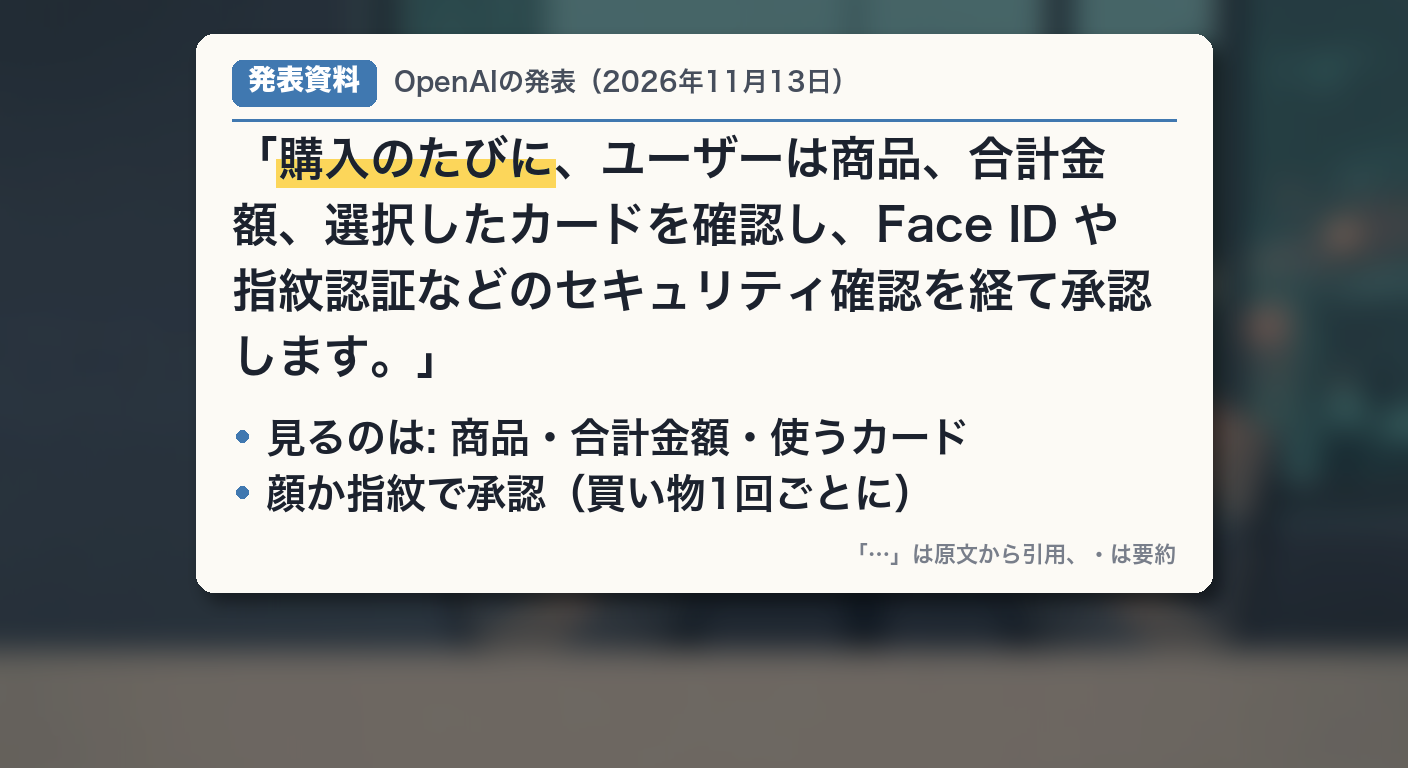 発表資料 OpenAIの発表（2026年11月13日）
「購入のたびに、ユーザーは商品、合計金
額、選択したカードを確認し、Face ID や
指紋認証などのセキュリティ確認を経て承認
します。」
• 見るのは: 商品・合計金額・使うカード
• 顔か指紋で承認（買い物1回ごとに）
「…」は原文から引用、・は要約